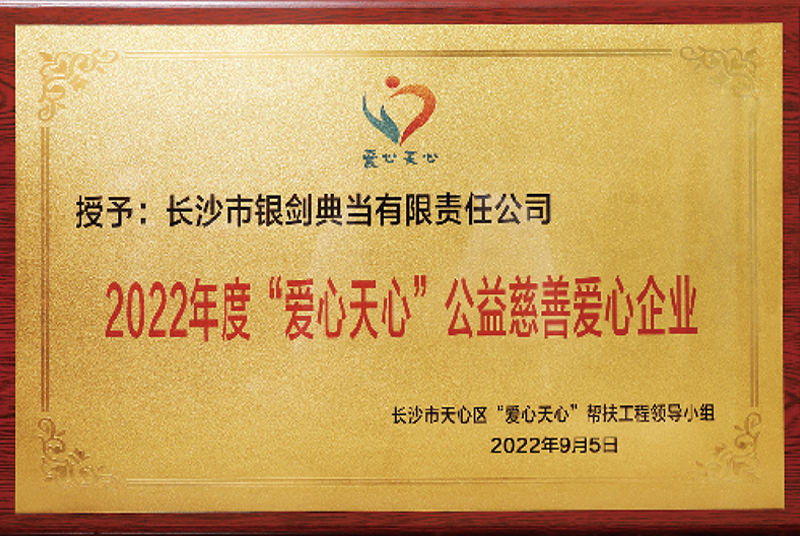 爱心天心
授予：长沙市银剑典当有限责任公司
2022年度“爱心天心”公益慈善爱心企业
长沙市天心区“爱心天心”帮扶工程领导小组
2022年9月5日